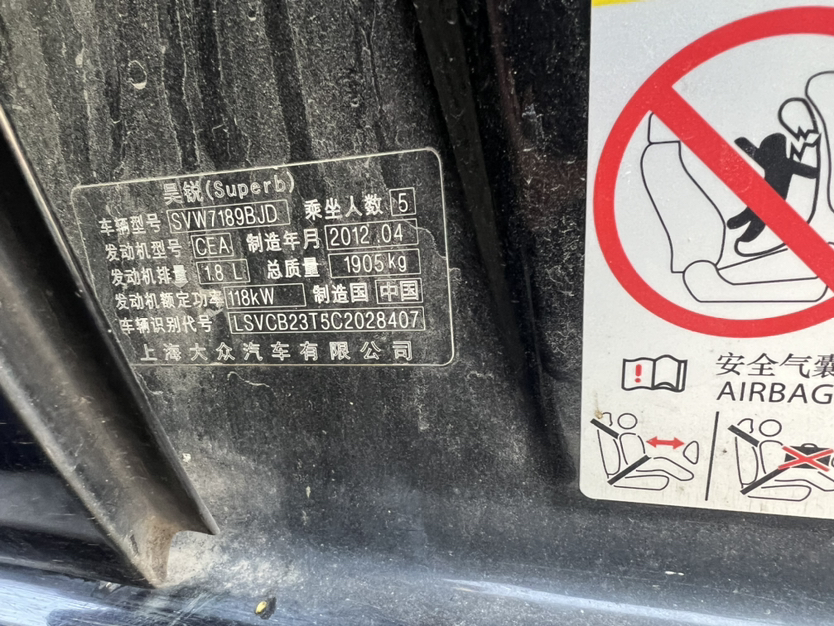 昊锐(Superb)
车辆型号 SVW7189BJD 乘坐人数 5
发动机型号 CEA 制造年月 2012.04
发动机排量 1.8 L 总质量 1905 kg
发动机额定功率 118kW 制造国 中国
车辆识别代号 LSVCB23T5C2028407
上海大众汽车有限公司
!
安全气囊
AIRBAG